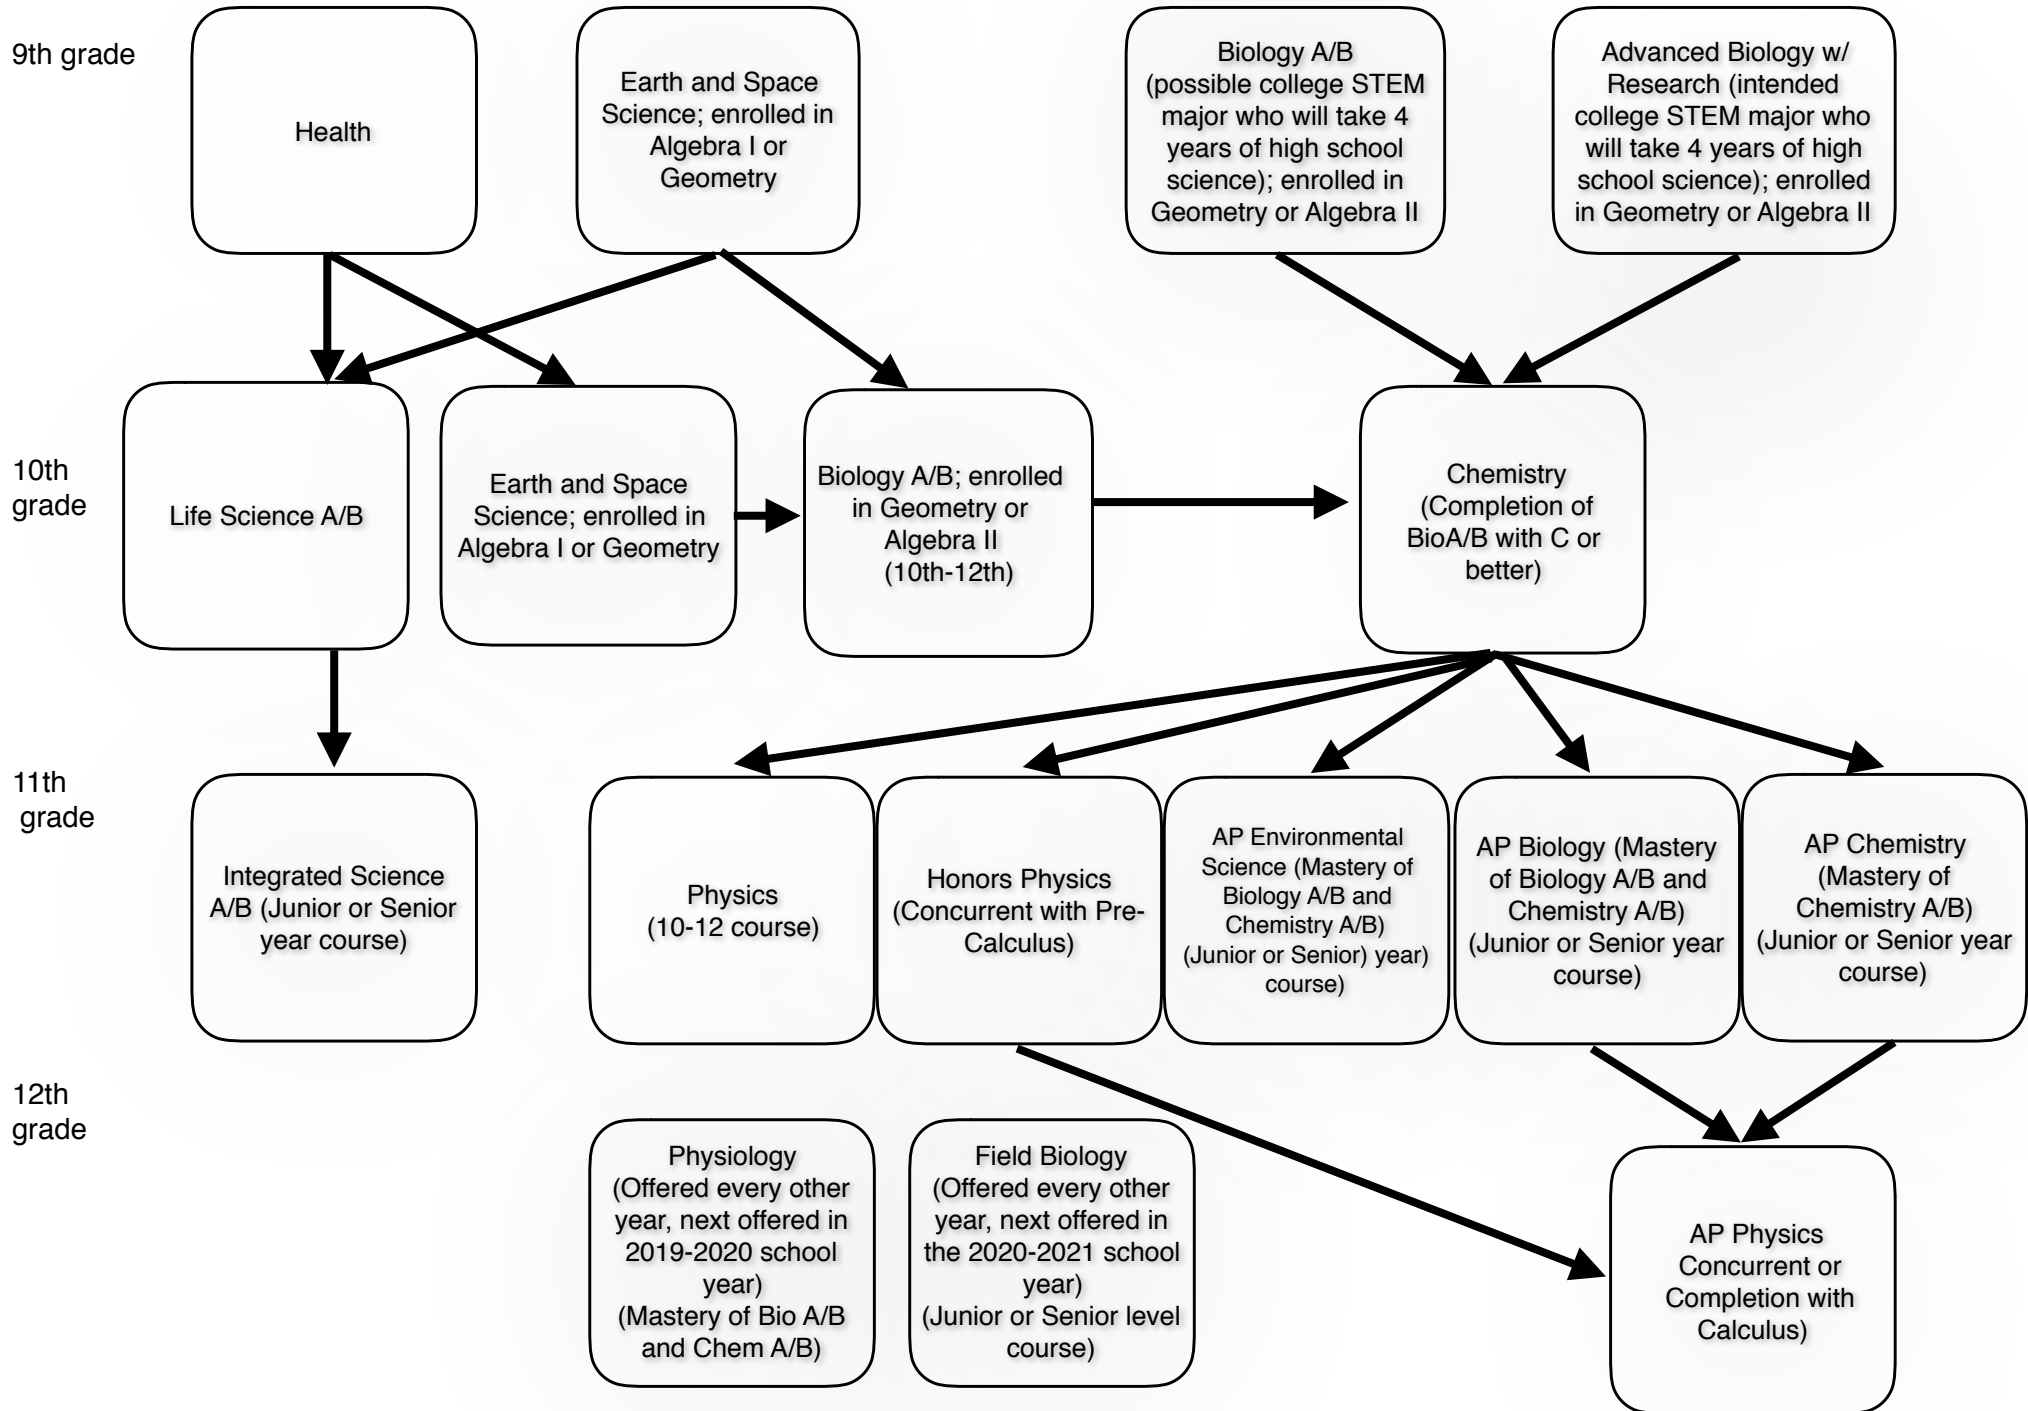 9th grade
Health
Earth and Space
Science; enrolled in
Algebra I or
Geometry
Biology A/B
(possible college STEM
major who will take 4
years of high school
science); enrolled in
Geometry or Algebra II
Advanced Biology w/
Research (intended
college STEM major who
will take 4 years of high
school science); enrolled
in Geometry or Algebra II
10th
grade
Life Science A/B
Earth and Space
Science; enrolled in
Algebra I or Geometry
Biology A/B; enrolled
in Geometry or
Algebra II
(10th-12th)
Chemistry
(Completion of
BioA/B with C or
better)
11th
grade
Integrated Science
A/B (Junior or Senior
year course)
Physics
(10-12 course)
Honors Physics
(Concurrent with Pre-
Calculus)
AP Environmental
Science (Mastery of
Biology A/B and
Chemistry A/B)
(Junior or Senior) year)
course)
AP Biology (Mastery
of Biology A/B and
Chemistry A/B)
(Junior or Senior year
course)
AP Chemistry
(Mastery of
Chemistry A/B)
(Junior or Senior year
course)
12th
grade
Physiology
(Offered every other
year, next offered in
2019-2020 school
year)
(Mastery of Bio A/B
and Chem A/B)
Field Biology
(Offered every other
year, next offered in
the 2020-2021 school
year)
(Junior or Senior level
course)
AP Physics
Concurrent or
Completion with
Calculus)